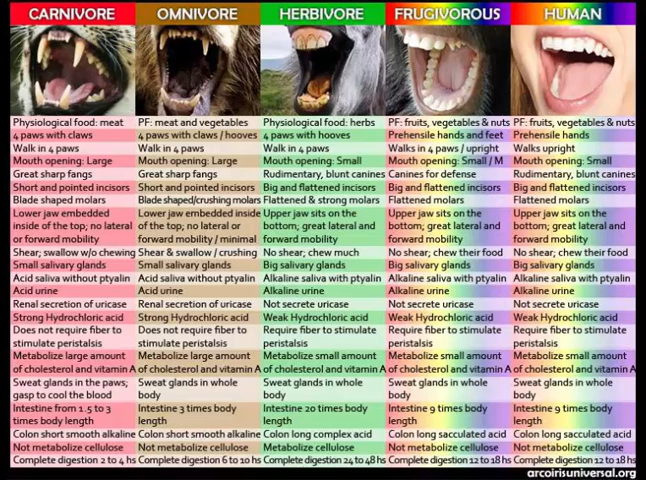 CARNIVORE OMNIVORE HERBIVORE FRUGIVOROUS HUMAN
Physiological food: meat PF: meat and vegetables Physiological food: herbs PF: fruits, vegetables & nuts PF: fruits, vegetables & nuts
4 paws with claws 4 paws with claws / hooves 4 paws with hooves Prehensile hands and feet Prehensile hands
Walk in 4 paws Walk in 4 paws Walk in 4 paws Walks in 4 paws / upright Walks upright
Mouth opening: Large Mouth opening: Large Mouth opening: Small Mouth opening: Small / M Mouth opening: Small
Great sharp fangs Great sharp fangs Rudimentary, blunt canines Canines for defense Rudimentary, blunt canines
Short and pointed incisors Short and pointed incisors Big and flattened incisors Big and flattened incisors Big and flattened incisors
Blade shaped molars Blade shaped/crushing molars Flattened & strong molars Flattened molars Flattened molars
Lower jaw embedded Lower jaw embedded inside Upper jaw sits on the Upper jaw sits on the Upper jaw sits on the
inside of the top; no lateral of the top; no lateral or bottom; great lateral and bottom; great lateral and bottom; great lateral and
or forward mobility forward mobility / minimal forward mobility forward mobility forward mobility
Shear; swallow w/o chewing Shear & swallow / crushing No shear; chew much No shear; chew their food No shear; chew their food
Small salivary glands Small salivary glands Big salivary glands Big salivary glands Big salivary glands
Acid saliva without ptyalin Acid saliva without ptyalin Alkaline saliva with ptyalin Alkaline saliva with ptyalin Alkaline saliva with ptyalin
Acid urine Acid urine Alkaline urine Alkaline urine Alkaline urine
Renal secretion of uricase Renal secretion of uricase Not secrete uricase Not secrete uricase Not secrete uricase
Strong Hydrochloric acid Strong Hydrochloric acid Weak Hydrochloric acid Weak Hydrochloric acid Weak Hydrochloric acid
Does not require fiber to Does not require fiber to Require fiber to stimulate Require fiber to stimulate Require fiber to stimulate
stimulate peristalsis stimulate peristalsis peristalsis peristalsis peristalsis
Metabolize large amount Metabolize large amount Metabolize small amount Metabolize small amount Metabolize small amount
of cholesterol and vitamin A of cholesterol and vitamin A of cholesterol and vitamin A of cholesterol and vitamin A of cholesterol and vitamin A
Sweat glands in the paws; Sweat glands in whole Sweat glands in whole Sweat glands in whole Sweat glands in whole
gasp to cool the blood body body body body
Intestine from 1.5 to 3 Intestine 3 times body Intestine 20 times body Intestine 9 times body Intestine 9 times body
times body length length length length length
Colon short smooth alkaline Colon short smooth alkaline Colon long complex acid Colon long sacculated acid Colon long sacculated acid
Not metabolize cellulose Not metabolize cellulose Metabolize cellulose Not metabolize cellulose Not metabolize cellulose
Complete digestion 2 to 4 hs Complete digestion 6 to 10 hs Complete digestion 24 to 48 hs Complete digestion 12 to 18 hs Complete digestion 12 to 18 hs
arcoirisuniversal.org